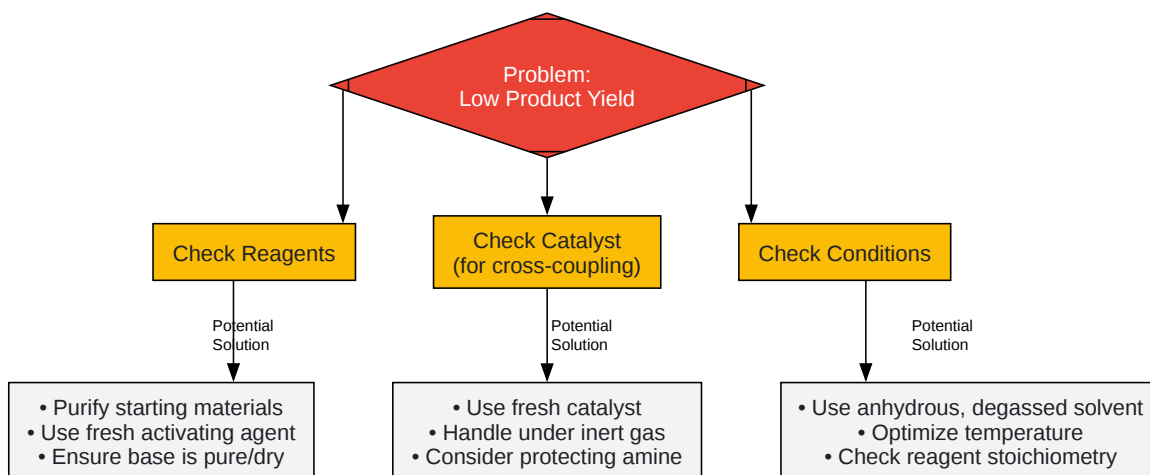 Problem:
Low Product Yield
Check Reagents
Check Catalyst
(for cross-coupling)
Check Conditions
Potential
Solution
Potential
Solution
Potential
Solution
• Purify starting materials
• Use fresh activating agent
• Ensure base is pure/dry
• Use fresh catalyst
• Handle under inert gas
• Consider protecting amine
• Use anhydrous, degassed solvent
• Optimize temperature
• Check reagent stoichiometry